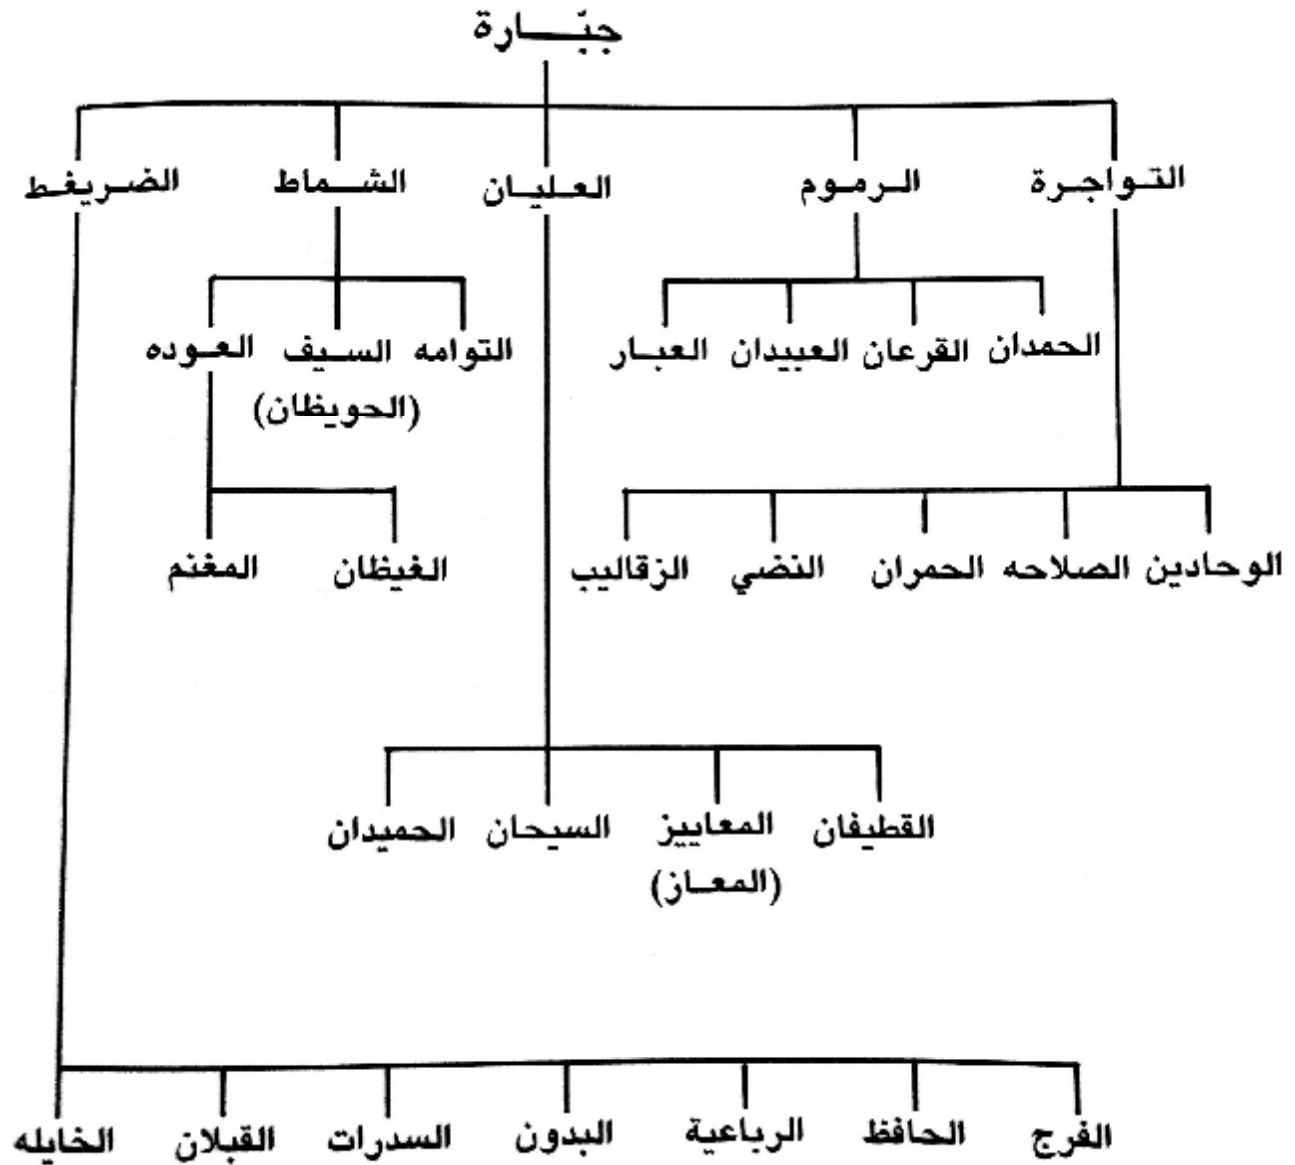 جبّارة
التواجرة الرموم العليان الشماط الضريغط
الحمدان القرعان العبيدان العبار التوامه السيف العوده
(الحويظان)
الوحادين الصلاحه الحمران النضي الزقاليب الغيظان المغنم
القطيفان المعاييز السيحان الحميدان
(المعاز)
الفرج الحافظ الرباعية البدون السدرات القبلان الخايله